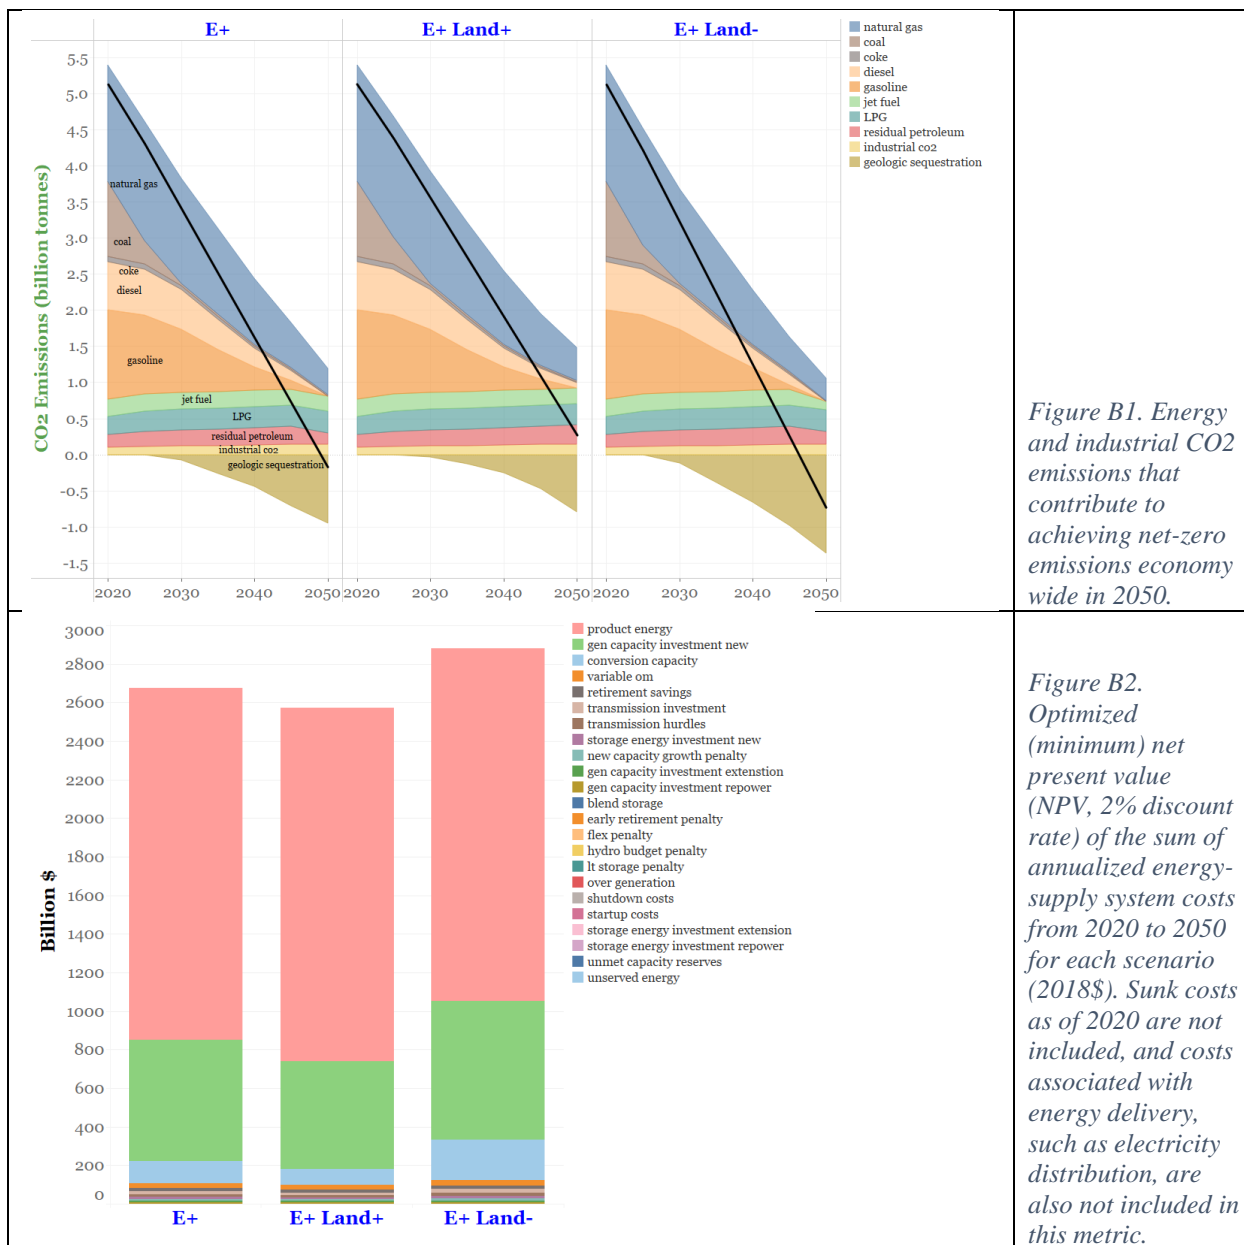 E+
E+ Land+
E+ Land-
CO2 Emissions (billion tonnes)
5.5
5.0
4.5
4.0
3.5
3.0
2.5
2.0
1.5
1.0
0.5
0.0
-0.5
-1.0
-1.5
natural gas
coal
coke
diesel
gasoline
jet fuel
LPG
residual petroleum
industrial co2
geologic sequestration
2020 2030 2040 2050
2020 2030 2040 2050
2020 2030 2040 2050
natural gas
coal
coke
diesel
gasoline
jet fuel
LPG
residual petroleum
industrial co2
geologic sequestration
Figure B1. Energy
and industrial CO2
emissions that
contribute to
achieving net-zero
emissions economy
wide in 2050.
Billion $
3000
2800
2600
2400
2200
2000
1800
1600
1400
1200
1000
800
600
400
200
0
E+
E+ Land+
E+ Land-
product energy
gen capacity investment new
conversion capacity
variable om
retirement savings
transmission investment
transmission hurdles
storage energy investment new
new capacity growth penalty
gen capacity investment extenstion
gen capacity investment repower
blend storage
early retirement penalty
flex penalty
hydro budget penalty
lt storage penalty
over generation
shutdown costs
startup costs
storage energy investment extension
storage energy investment repower
unmet capacity reserves
unserved energy
Figure B2.
Optimized
(minimum) net
present value
(NPV, 2% discount
rate) of the sum of
annualized energy-
supply system costs
from 2020 to 2050
for each scenario
(2018$). Sunk costs
as of 2020 are not
included, and costs
associated with
energy delivery,
such as electricity
distribution, are
also not included in
this metric.